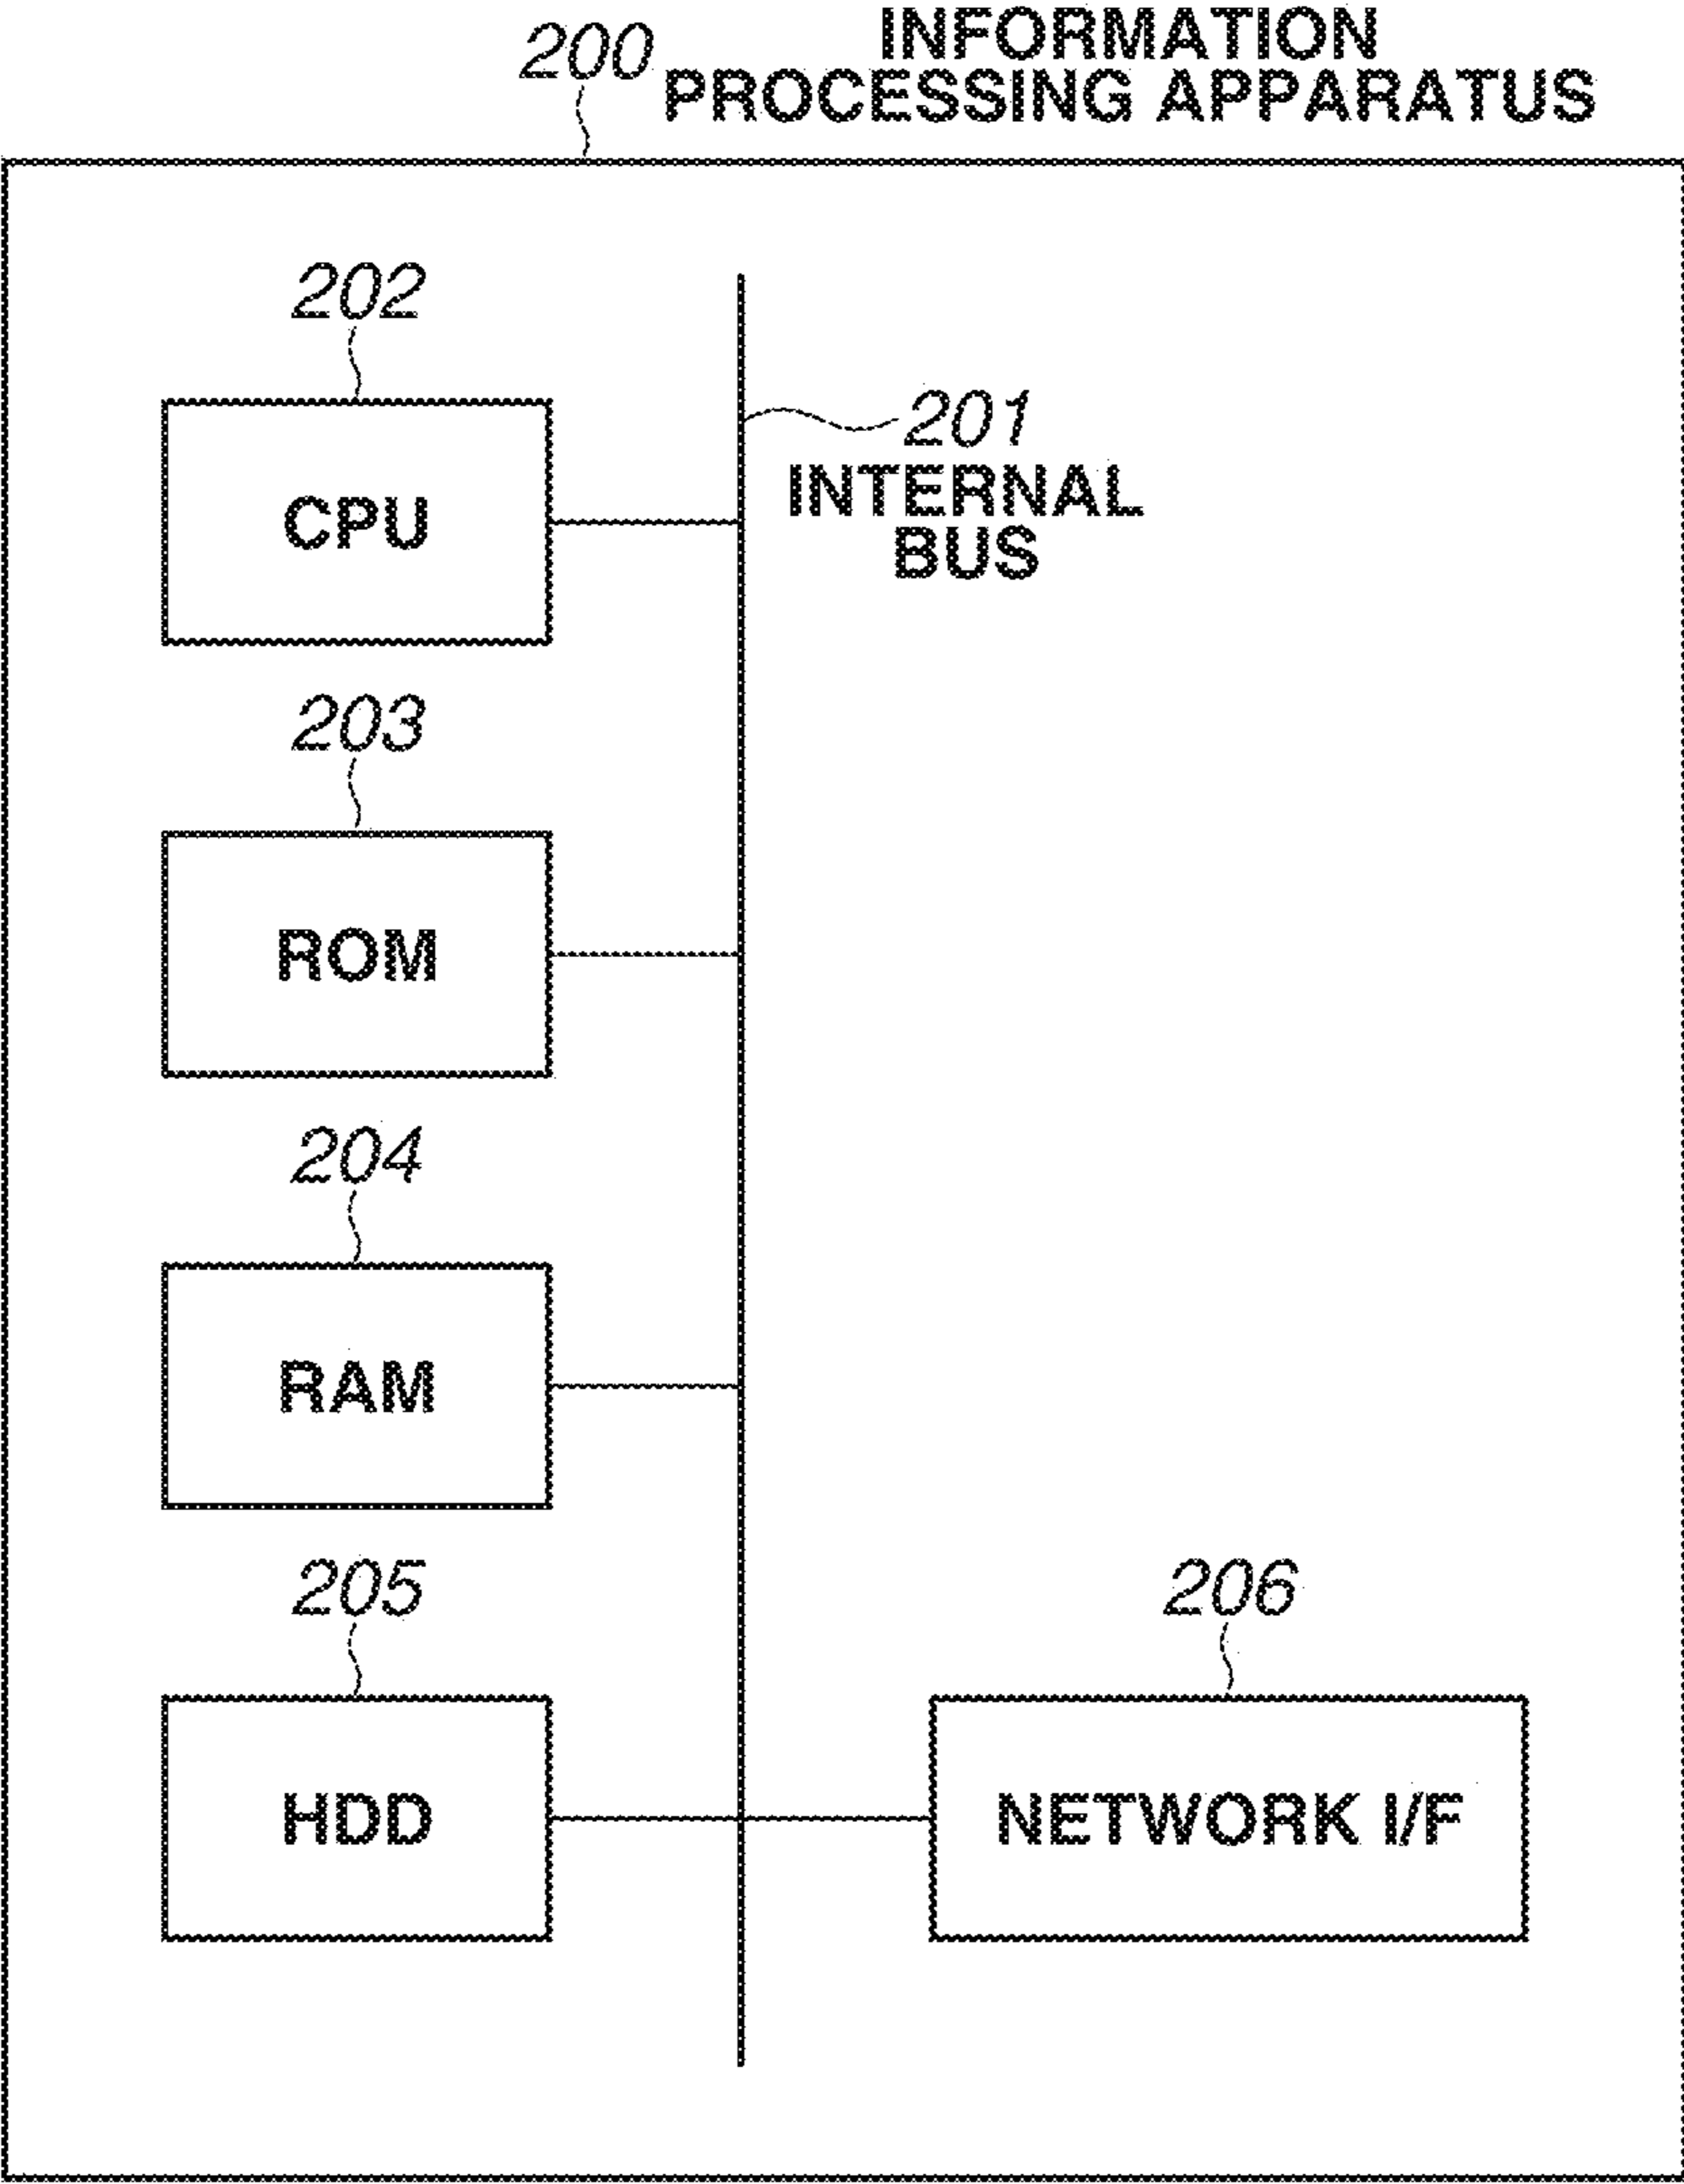 200
INFORMATION
PROCESSING APPARATUS
202
CPU
201
INTERNAL
BUS
203
ROM
204
RAM
205
HDD
206
NETWORK I/F